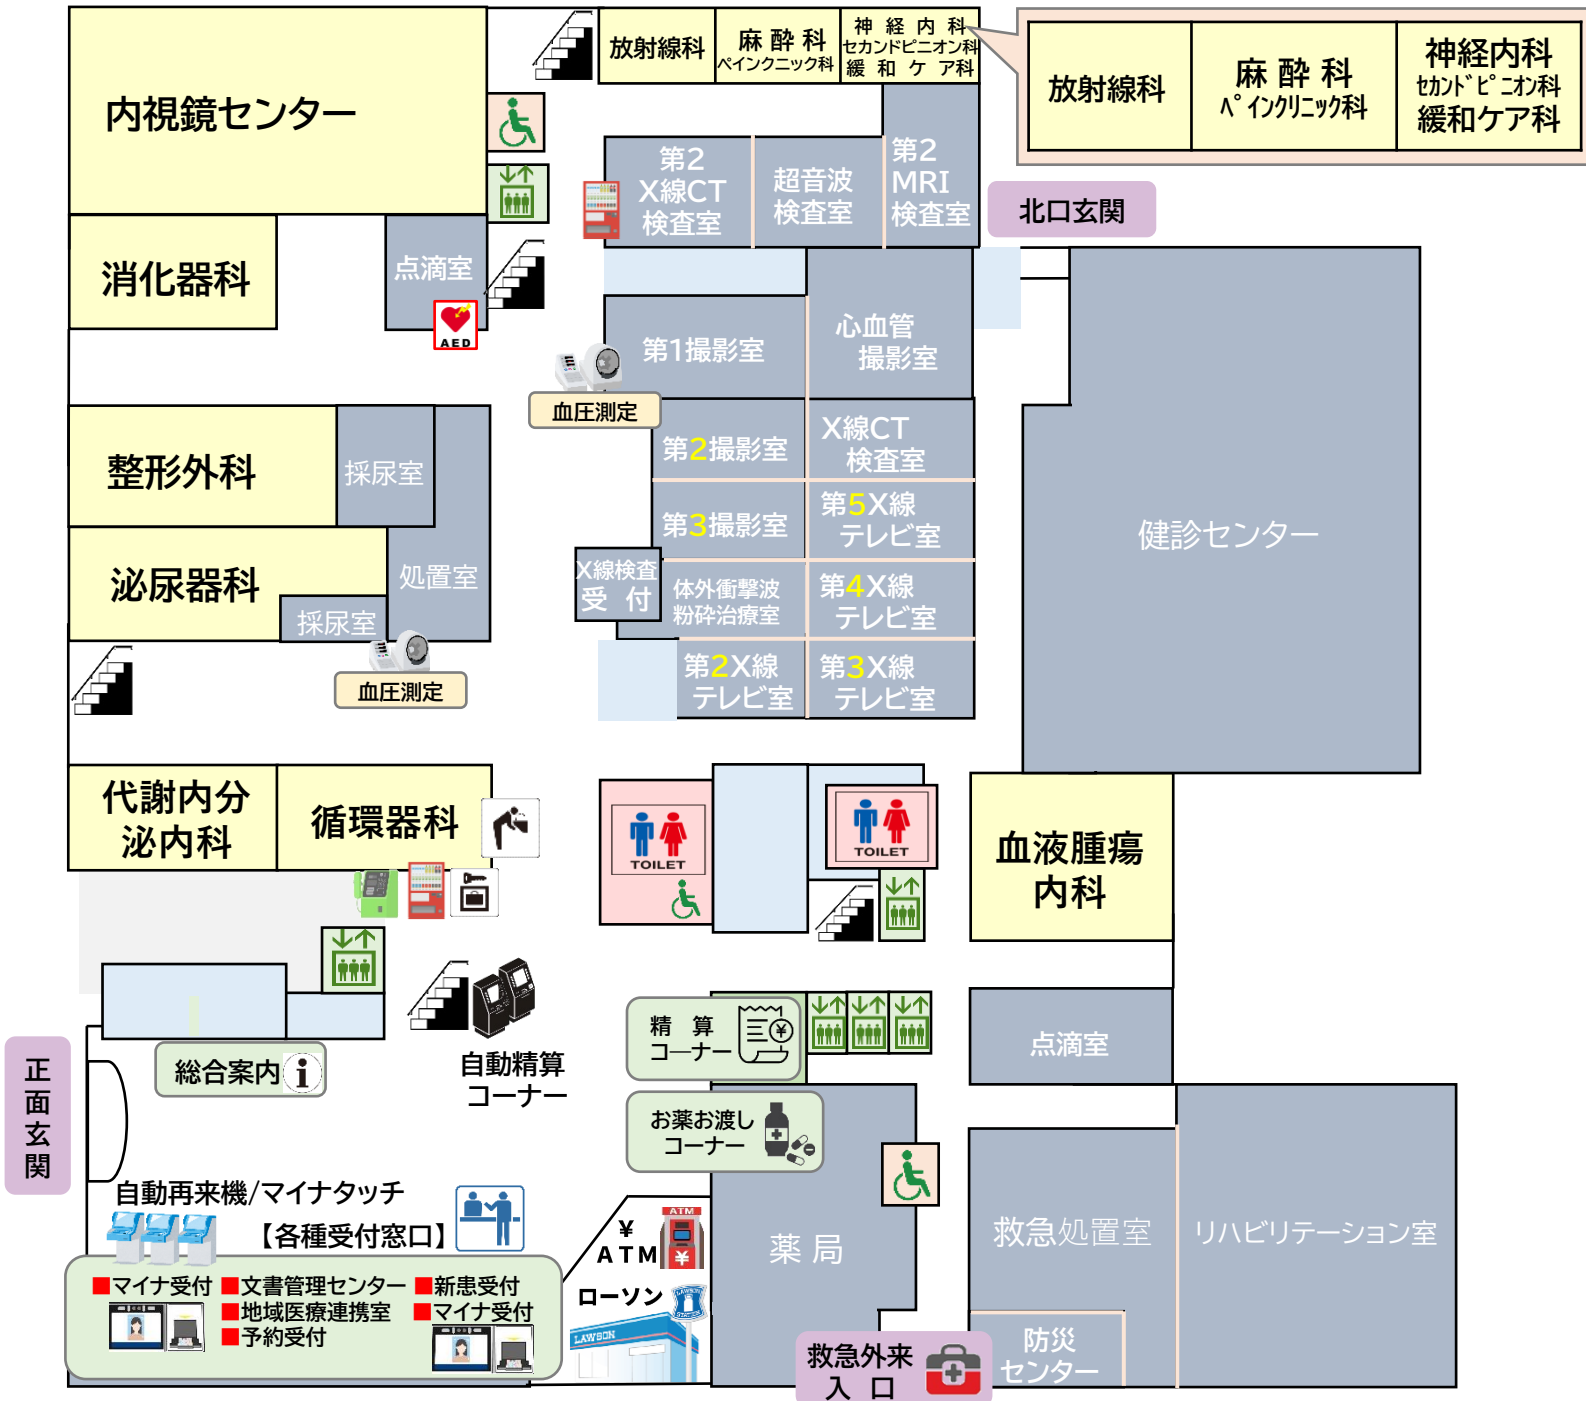 内視鏡センター
放射線科
麻酔科
ペインクニック科
神経内科
セカンドピニオン科
緩和ケア科
放射線科
麻酔科
ペインクリニック科
神経内科
セカンドピニオン科
緩和ケア科
第2
X線CT
検査室
超音波
検査室
第2
MRI
検査室
北口玄関
消化器科
点滴室
AED
第1撮影室
心血管
撮影室
血圧測定
整形外科
採尿室
第2撮影室
X線CT
検査室
第3撮影室
第5X線
テレビ室
健診センター
泌尿器科
処置室
採尿室
X線検査
受付
体外衝撃波
粉砕治療室
第4X線
テレビ室
血圧測定
第2X線
テレビ室
第3X線
テレビ室
代謝内分
泌内科
循環器科
TOILET
TOILET
血液腫瘍
内科
総合案内
自動精算
コーナー
精算
コーナー
点滴室
正面玄関
お薬お渡し
コーナー
自動再来機/マイナタッチ
【各種受付窓口】
¥
ATM
ATM
¥
薬局
救急処置室
リハビリテーション室
■マイナ受付
■文書管理センター
■地域医療連携室
■予約受付
■新患受付
■マイナ受付
ローソン
LAWSON
STATION
LAWSON
救急外来
入口
防災
センター